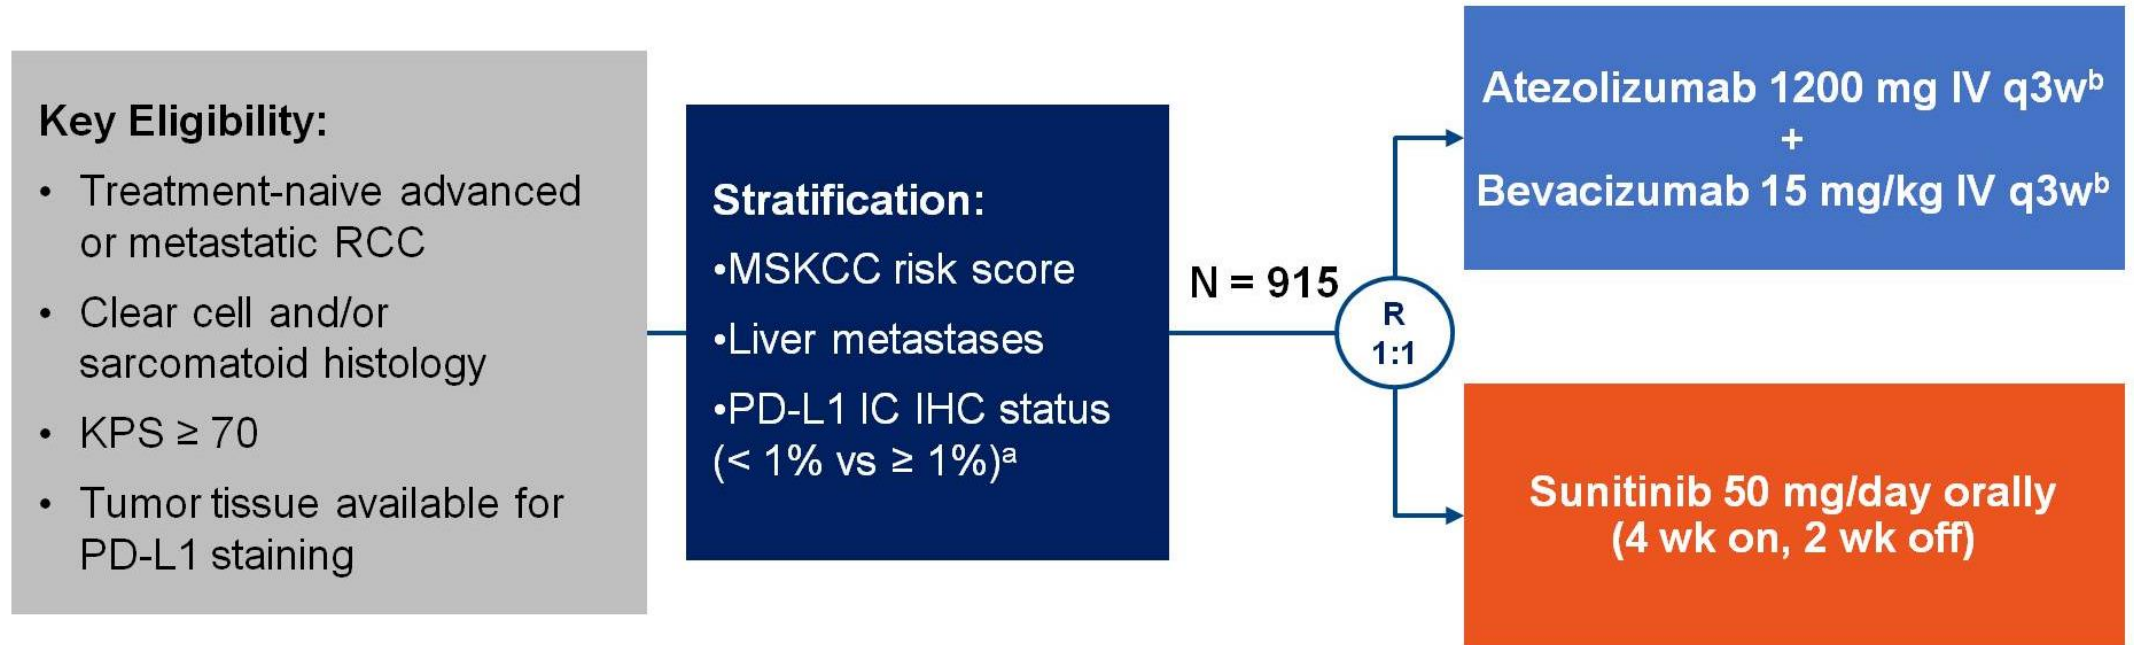 Key Eligibility:
• Treatment-naive advanced
or metastatic RCC
• Clear cell and/or
sarcomatoid histology
• KPS ≥ 70
• Tumor tissue available for
PD-L1 staining
Stratification:
•MSKCC risk score
•Liver metastases
•PD-L1 IC IHC status
(< 1% vs ≥ 1%)ᵃ
N = 915
R
1:1
Atezolizumab 1200 mg IV q3wᵇ
+
Bevacizumab 15 mg/kg IV q3wᵇ
Sunitinib 50 mg/day orally
(4 wk on, 2 wk off)